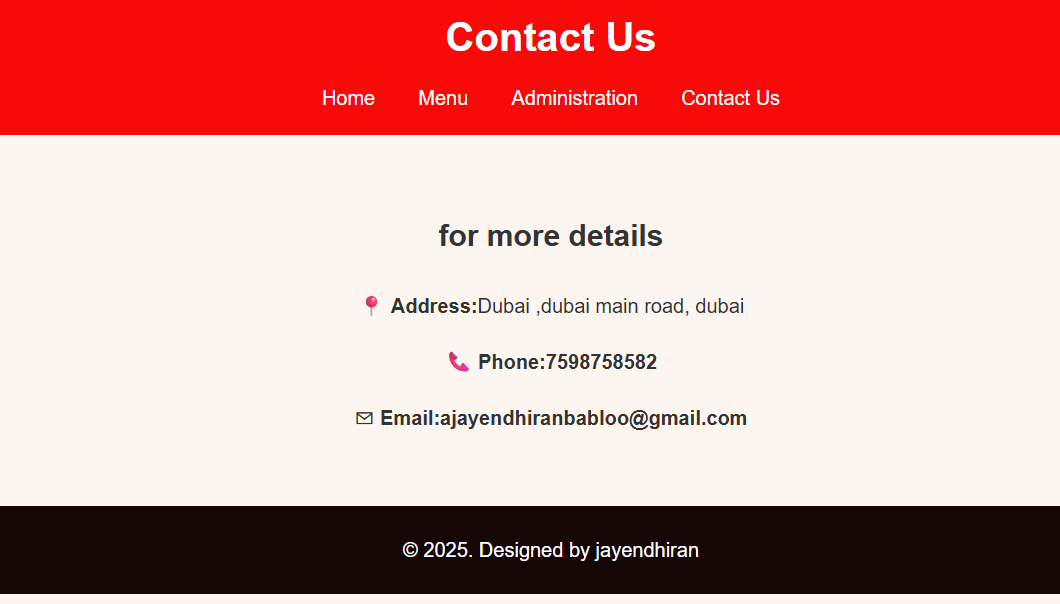 Contact Us
Home Menu Administration Contact Us
for more details
📍 Address:Dubai ,dubai main road, dubai
📞 Phone:7598758582
✉ Email:ajayendhiranbabloo@gmail.com
© 2025. Designed by jayendhiran